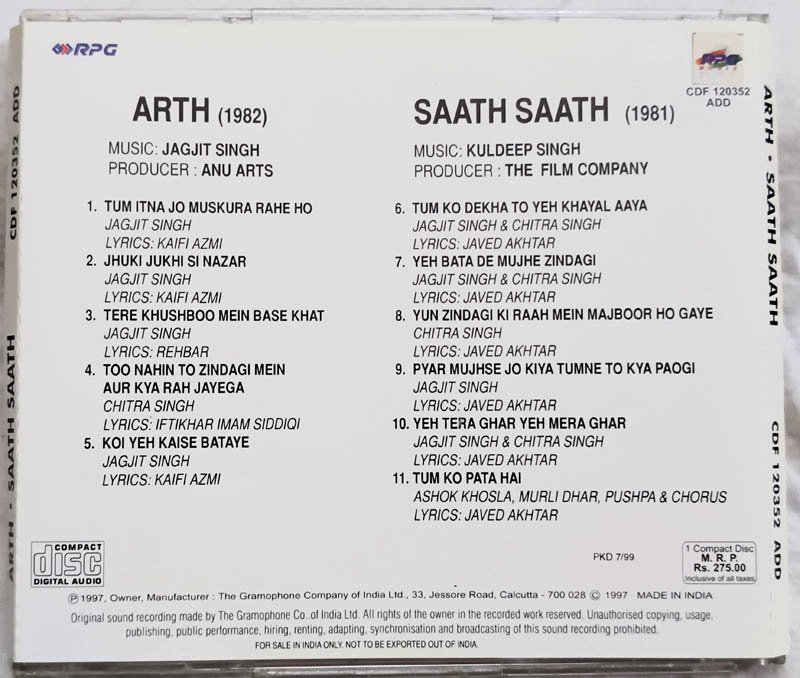 RPG
RPG
MUSIC
CDF 120352
ADD
ARTH (1982)
MUSIC: JAGJIT SINGH
PRODUCER : ANU ARTS
1. TUM ITNA JO MUSKURA RAHE HO
JAGJIT SINGH
LYRICS: KAIFI AZMI
2. JHUKI JUKHI SI NAZAR
JAGJIT SINGH
LYRICS: KAIFI AZMI
3. TERE KHUSHBOO MEIN BASE KHAT
JAGJIT SINGH
LYRICS: REHBAR
4. TOO NAHIN TO ZINDAGI MEIN
AUR KYA RAH JAYEGA
CHITRA SINGH
LYRICS: IFTIKHAR IMAM SIDDIQI
5. KOI YEH KAISE BATAYE
JAGJIT SINGH
LYRICS: KAIFI AZMI
SAATH SAATH (1981)
MUSIC: KULDEEP SINGH
PRODUCER : THE FILM COMPANY
6. TUM KO DEKHA TO YEH KHAYAL AAYA
JAGJIT SINGH & CHITRA SINGH
LYRICS: JAVED AKHTAR
7. YEH BATA DE MUJHE ZINDAGI
JAGJIT SINGH & CHITRA SINGH
LYRICS: JAVED AKHTAR
8. YUN ZINDAGI KI RAAH MEIN MAJBOOR HO GAYE
CHITRA SINGH
LYRICS: JAVED AKHTAR
9. PYAR MUJHSE JO KIYA TUMNE TO KYA PAOGI
JAGJIT SINGH
LYRICS: JAVED AKHTAR
10. YEH TERA GHAR YEH MERA GHAR
JAGJIT SINGH & CHITRA SINGH
LYRICS: JAVED AKHTAR
11. TUM KO PATA HAI
ASHOK KHOSLA, MURLI DHAR, PUSHPA & CHORUS
LYRICS: JAVED AKHTAR
COMPACT
disc
DIGITAL AUDIO
PKD 7/99
1 Compact Disc
M. R. P.
Rs. 275.00
Inclusive of all taxes
℗ 1997, Owner, Manufacturer : The Gramophone Company of India Ltd., 33, Jessore Road, Calcutta - 700 028 © 1997 MADE IN INDIA
Original sound recording made by The Gramophone Co..of India Ltd. All rights of the owner in the recorded work reserved. Unauthorised copying, usage,
publishing, public performance, hiring, renting, adapting, synchronisation and broadcasting of this sound recording prohibited.
FOR SALE IN INDIA ONLY. NOT TO BE EXPORTED OUT OF INDIA.
ARTH · SAATH SAATH CDF 120352 ADD
ARTH · SAATH SAATH CDF 120352 ADD